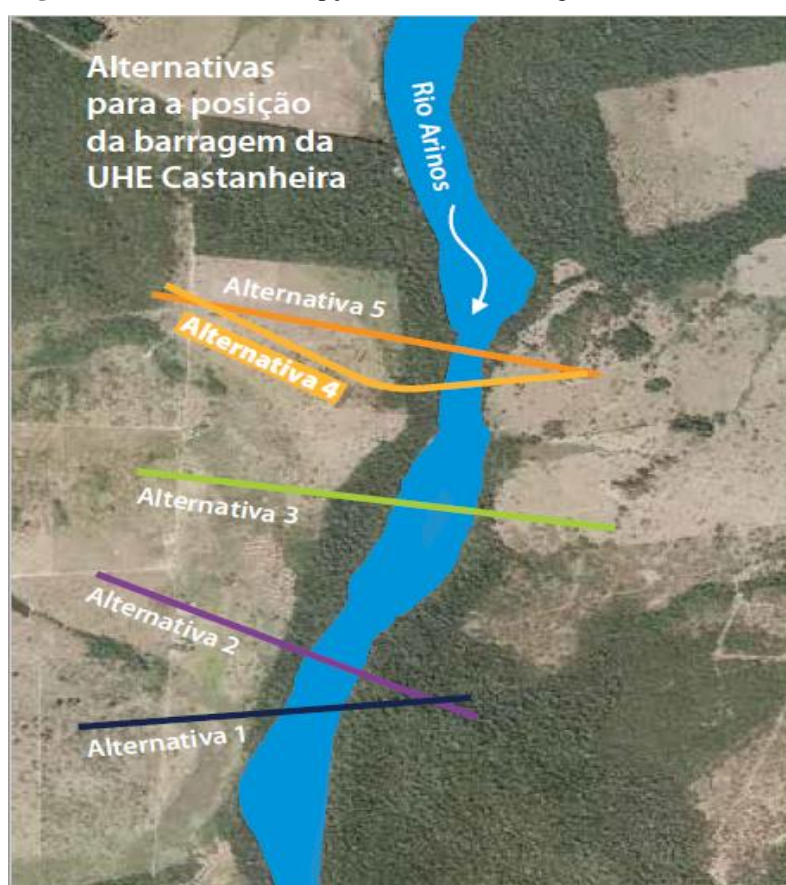 Alternativas
para a posição
da barragem da
UHE Castanheira
Rio Arinos
Alternativa 5
Alternativa 4
Alternativa 3
Alternativa 2
Alternativa 1